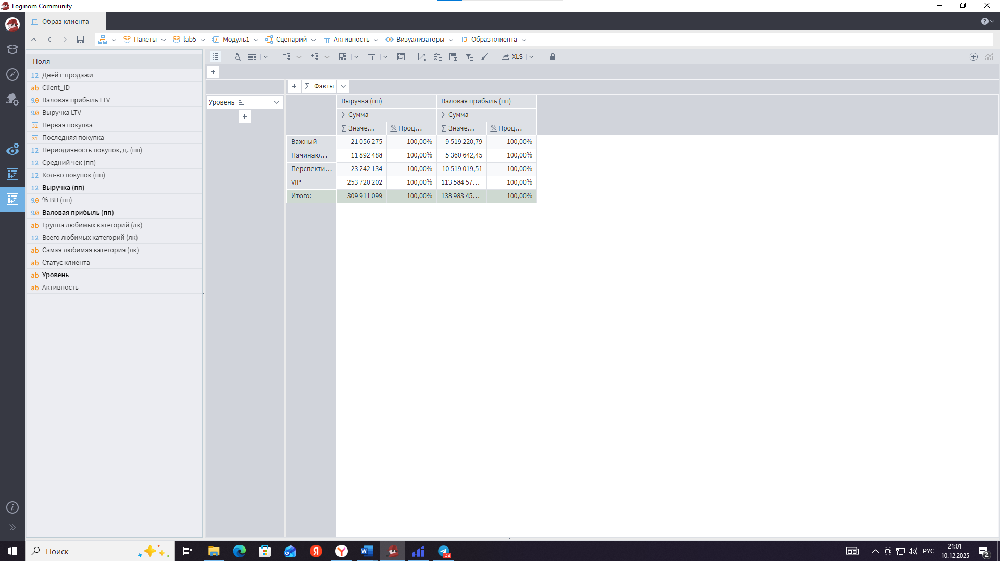 Loginom Community
Образ клиента
Пакеты lab5 Модуль1 Сценарий Активность Визуализаторы Образ клиента
Поля
XLS
12 Дней с продажи
ab Client_ID
9.0 Валовая прибыль LTV
9.0 Выручка LTV
31 Первая покупка
31 Последняя покупка
12 Периодичность покупок, д. (пп)
12 Средний чек (пп)
12 Кол-во покупок (пп)
12 Выручка (пп)
9.0 % ВП (пп)
9.0 Валовая прибыль (пп)
ab Группа любимых категорий (лк)
12 Всего любимых категорий (лк)
ab Самая любимая категория (лк)
ab Статус клиента
ab Уровень
ab Активность
+
+ Σ Факты
Уровень
+
Выручка (пп) Валовая прибыль (пп)
Σ Сумма Σ Сумма
Σ Значе... % Проц... Σ Значе... % Проц...
Важный 21 056 275 100,00% 9 519 220,79 100,00%
Начинаю... 11 892 488 100,00% 5 360 642,45 100,00%
Перспекти... 23 242 134 100,00% 10 519 019,51 100,00%
VIP 253 720 202 100,00% 113 584 57... 100,00%
Итого: 309 911 099 100,00% 138 983 45... 100,00%
Поиск
44
РУС
21:01
10.12.2025
2